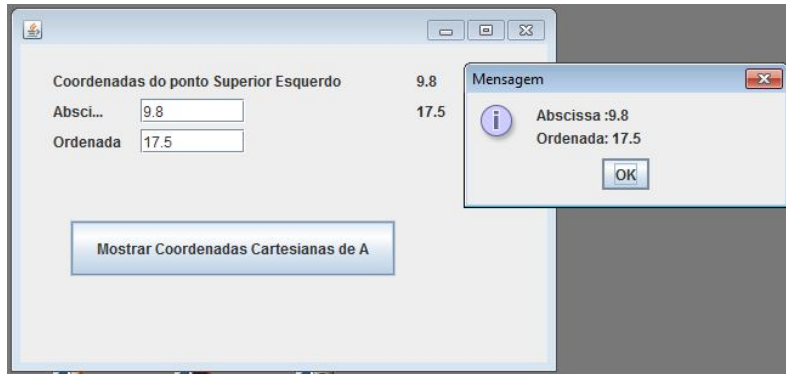 Coordenadas do ponto Superior Esquerdo 9.8
Absci... 9.8 17.5
Ordenada 17.5
Mostrar Coordenadas Cartesianas de A
Mensagem
Abscissa :9.8
Ordenada: 17.5
OK